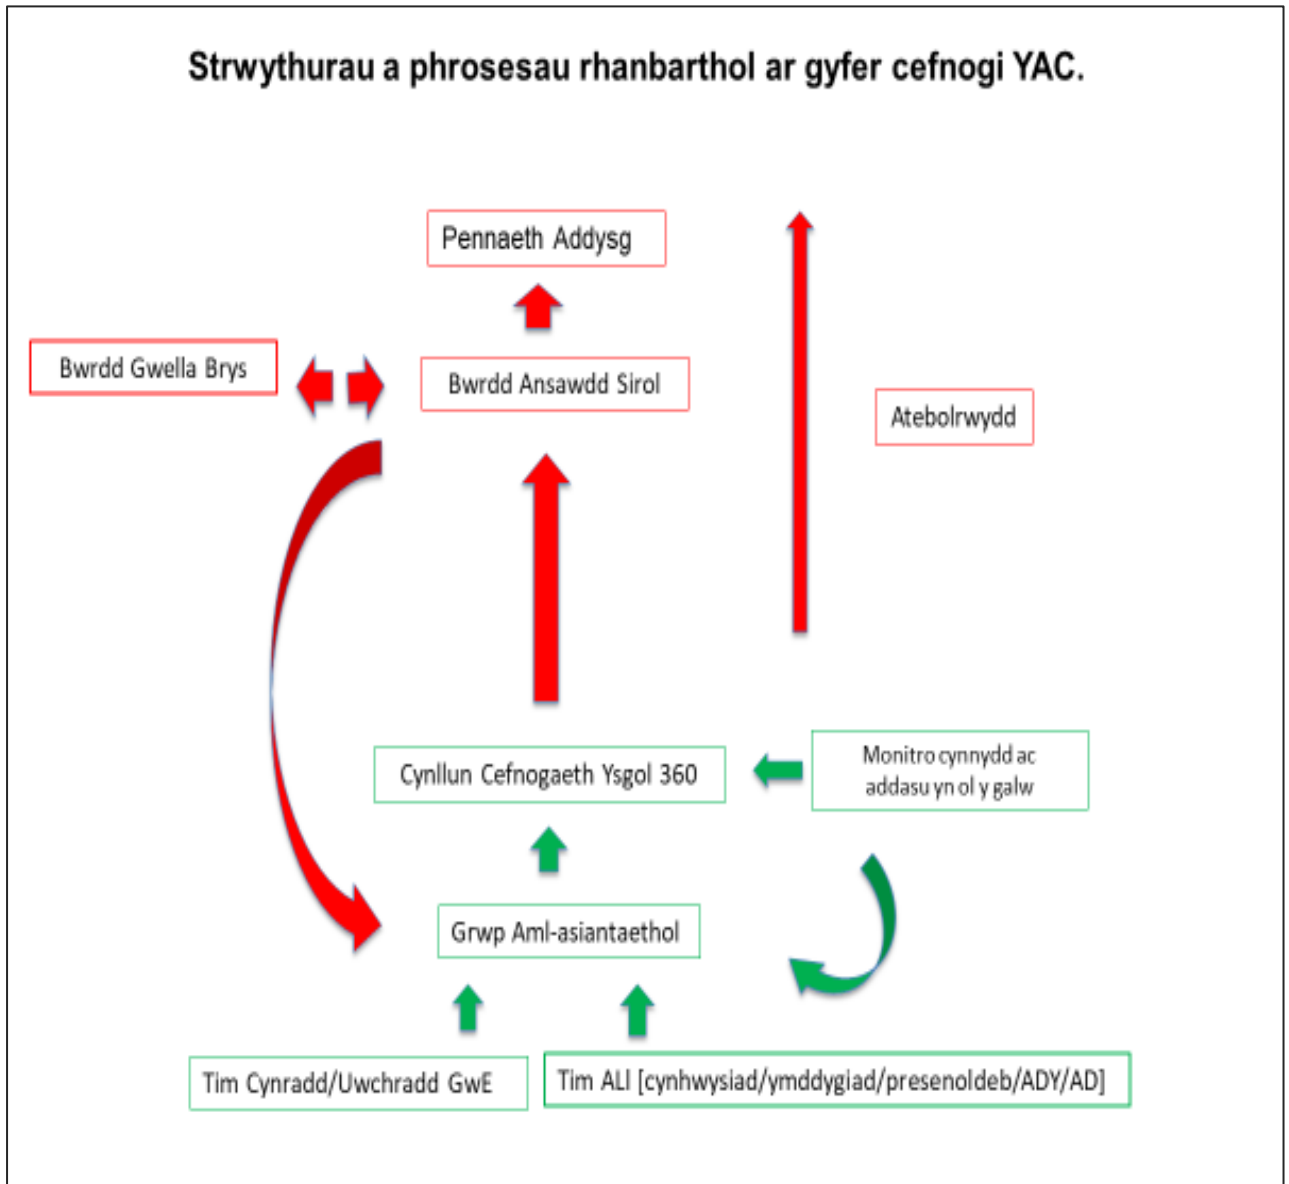 Strwythurau a phrosesau rhanbarthol ar gyfer cefnogi YAC.
Pennaeth Addysg
Bwrdd Gwella Brys
Bwrdd Ansawdd Sirol
Atebolrwydd
Cynllun Cefnogaeth Ysgol 360
Monitro cynnydd ac
addasu yn ol y galw
Grwp Aml-asiantaethol
Tim Cynradd/Uwchradd GwE
Tim ALl [cynhwysiad/ymddygiad/presenoldeb/ADY/AD]